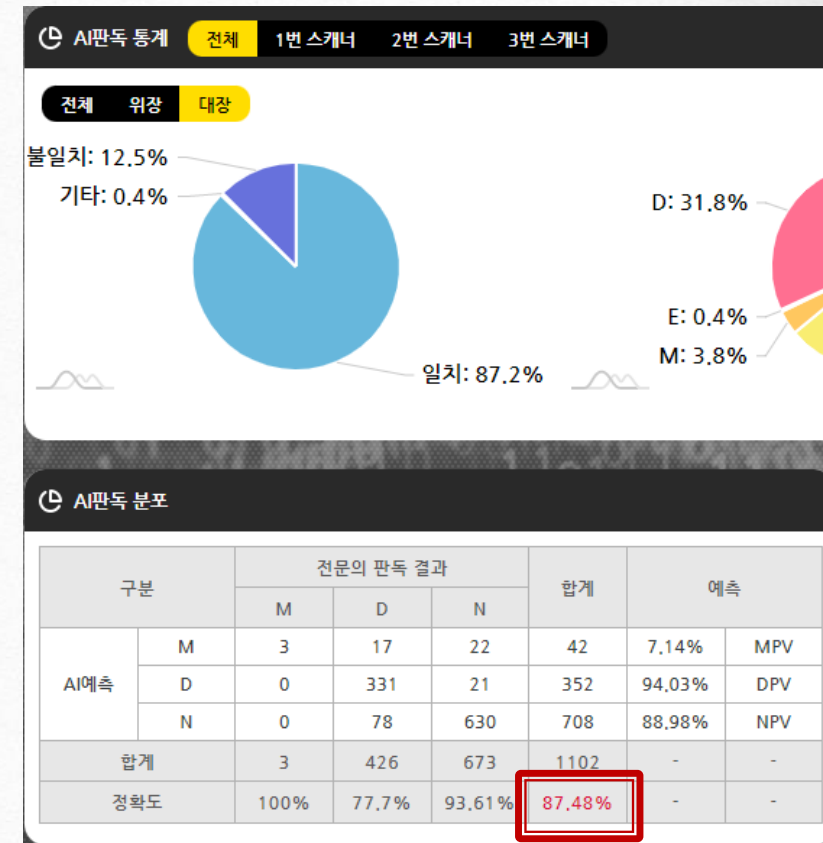 AI판독 통계 전체 1번 스캐너 2번 스캐너 3번 스캐너
전체 위장 대장
불일치: 12.5%
기타: 0.4%
일치: 87.2%
D: 31.8%
E: 0.4%
M: 3.8%
AI판독 분포
구분 전문의 판독 결과 합계 예측
M D N
AI예측 M 3 17 22 42 7.14% MPV
D 0 331 21 352 94.03% DPV
N 0 78 630 708 88.98% NPV
합계 3 426 673 1102 - -
정확도 100% 77.7% 93.61% 87.48% - -